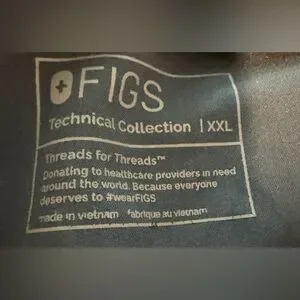 FIGS
Technical Collection | XXL
Threads for Threads™
Donating to healthcare providers in need
around the world. Because everyone
deserves to #wearFIGS
made in vietnam fabrique au vietnam